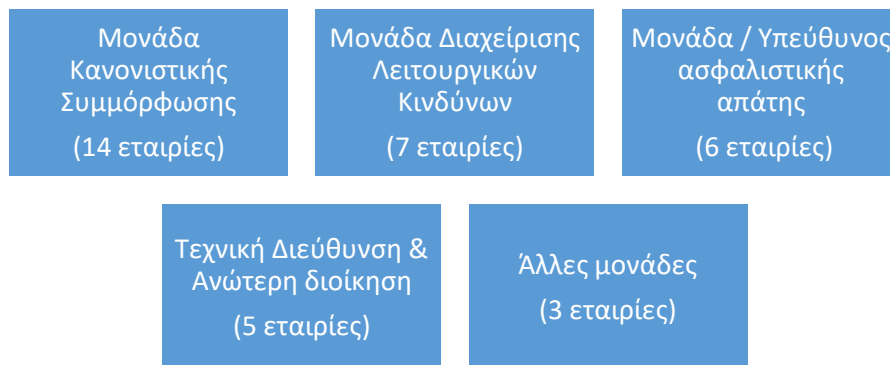 Μονάδα
Κανονιστικής
Συμμόρφωσης
(14 εταιρίες)
Μονάδα Διαχείρισης
Λειτουργικών
Κινδύνων
(7 εταιρίες)
Μονάδα / Υπεύθυνος
ασφαλιστικής
απάτης
(6 εταιρίες)
Τεχνική Διεύθυνση &
Ανώτερη διοίκηση
(5 εταιρίες)
Άλλες μονάδες
(3 εταιρίες)